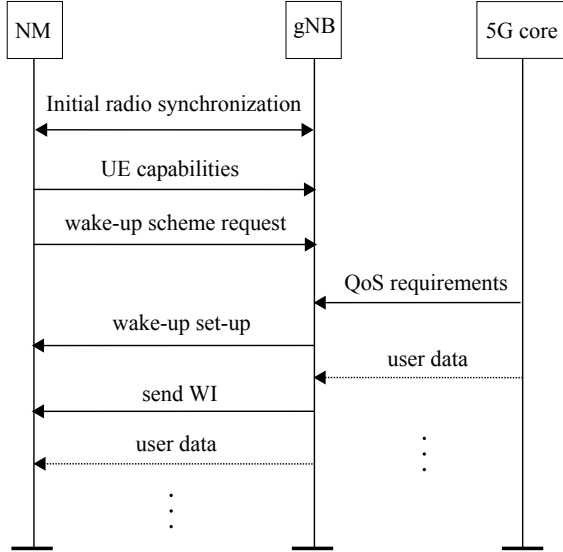 NM
gNB
5G core
Initial radio synchronization
UE capabilities
wake-up scheme request
QoS requirements
wake-up set-up
user data
send WI
user data